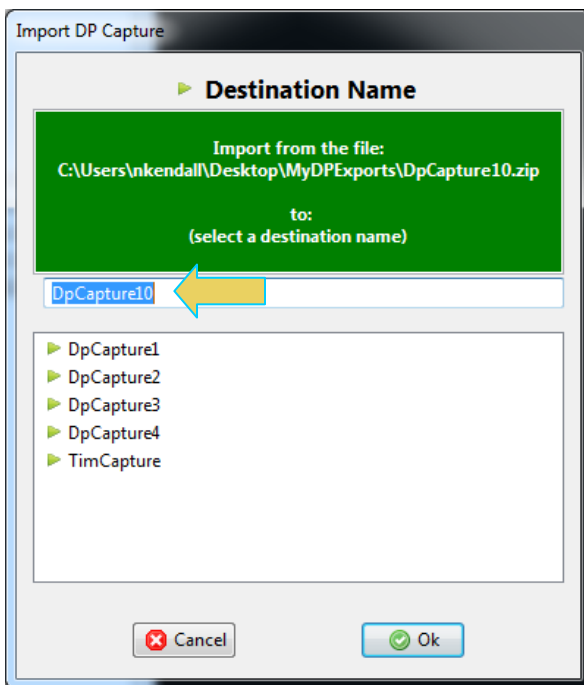 Import DP Capture
Destination Name
Import from the file:
C:\Users\nkendall\Desktop\MyDPExports\DpCapture10.zip
to:
(select a destination name)
DpCapture10
DpCapture1
DpCapture2
DpCapture3
DpCapture4
TimCapture
Cancel Ok